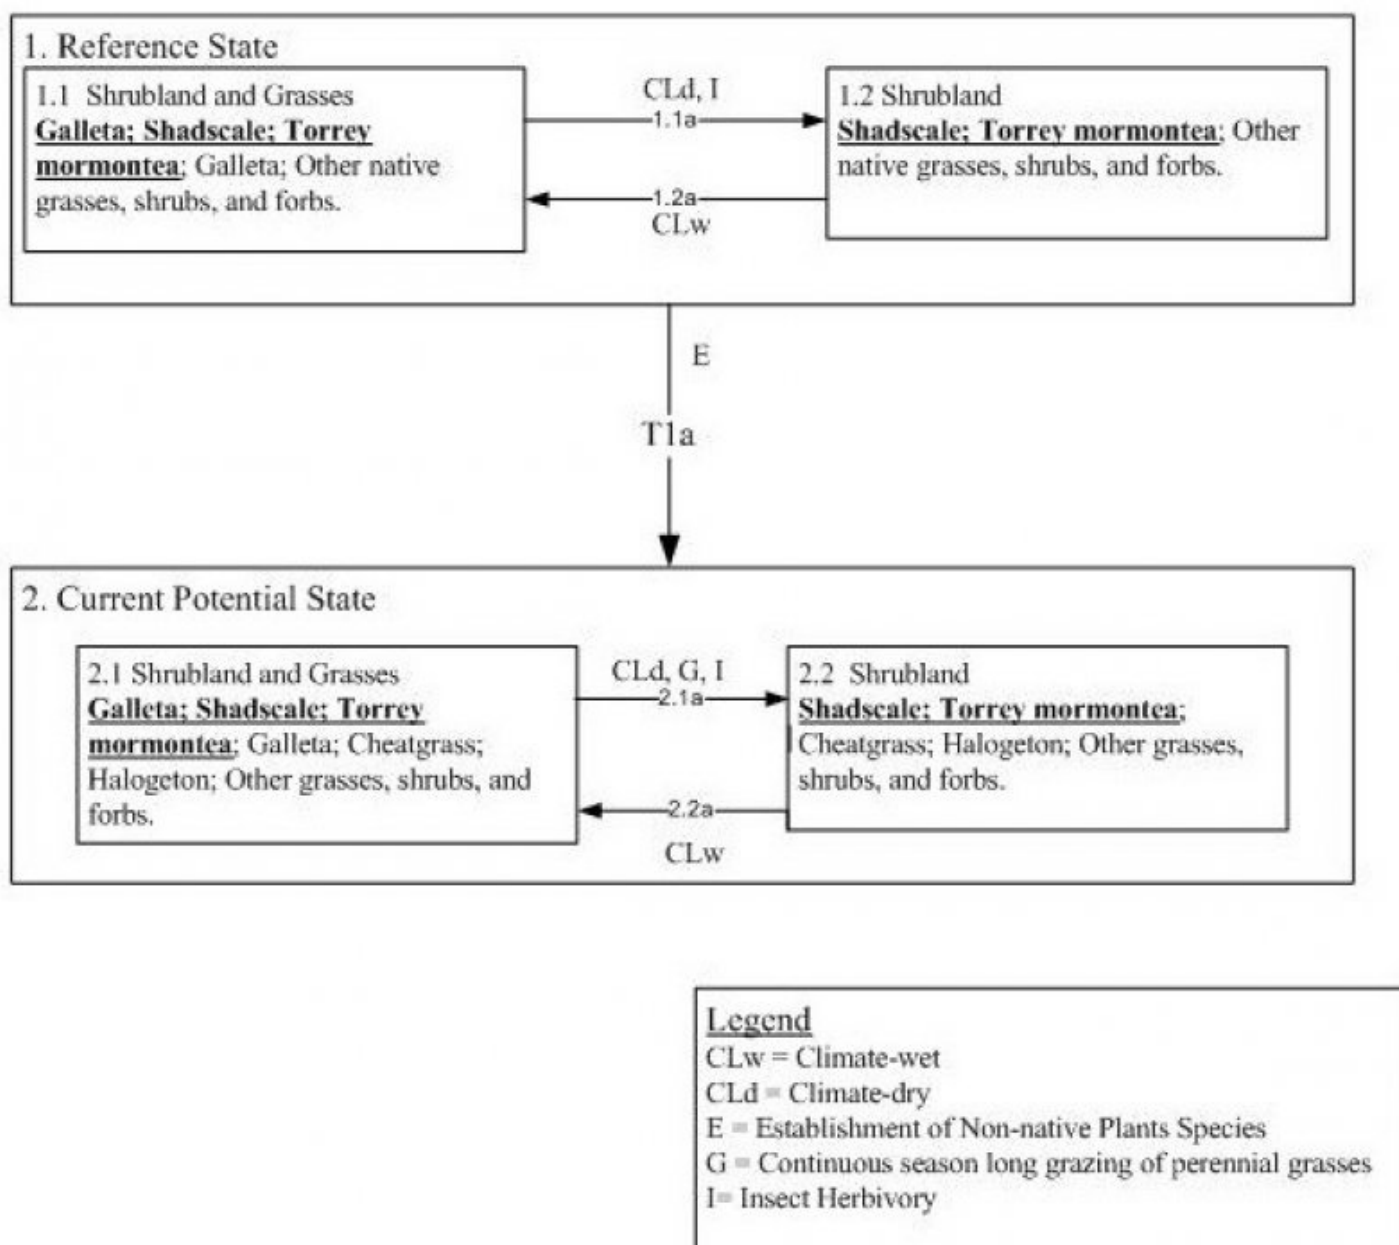 1. Reference State
1.1 Shrubland and Grasses
Galleta; Shadscale; Torrey
mormontea; Galleta; Other native
grasses, shrubs, and forbs.
CLd, I
1.1a
1.2a
CLw
1.2 Shrubland
Shadscale; Torrey mormontea; Other
native grasses, shrubs, and forbs.
E
T1a
2. Current Potential State
2.1 Shrubland and Grasses
Galleta; Shadscale; Torrey
mormontea; Galleta; Cheatgrass;
Halogeton; Other grasses, shrubs, and
forbs.
CLd, G, I
2.1a
2.2a
CLw
2.2 Shrubland
Shadscale; Torrey mormontea;
Cheatgrass; Halogeton; Other grasses,
shrubs, and forbs.
Legend
CLw = Climate-wet
CLd = Climate-dry
E = Establishment of Non-native Plants Species
G = Continuous season long grazing of perennial grasses
I= Insect Herbivory